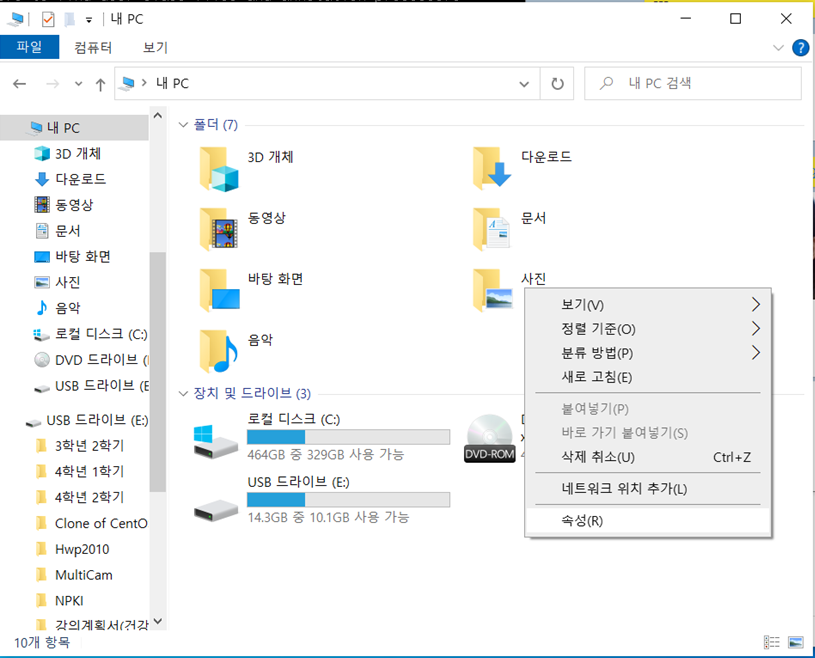 내 PC
파일 컴퓨터 보기
내 PC
내 PC 검색
내 PC
3D 개체
다운로드
동영상
문서
바탕 화면
사진
음악
로컬 디스크 (C:)
DVD 드라이브 (
USB 드라이브 (E
USB 드라이브 (E:)
3학년 2학기
4학년 1학기
4학년 2학기
Clone of CentO
Hwp2010
MultiCam
NPKI
강의계획서(건강
폴더 (7)
3D 개체
다운로드
동영상
문서
바탕 화면
사진
음악
장치 및 드라이브 (3)
로컬 디스크 (C:)
464GB 중 329GB 사용 가능
DVD-ROM
USB 드라이브 (E:)
14.3GB 중 10.1GB 사용 가능
보기(V)
정렬 기준(O)
분류 방법(P)
새로 고침(E)
붙여넣기(P)
바로 가기 붙여넣기(S)
삭제 취소(U) Ctrl+Z
네트워크 위치 추가(L)
속성(R)
10개 항목